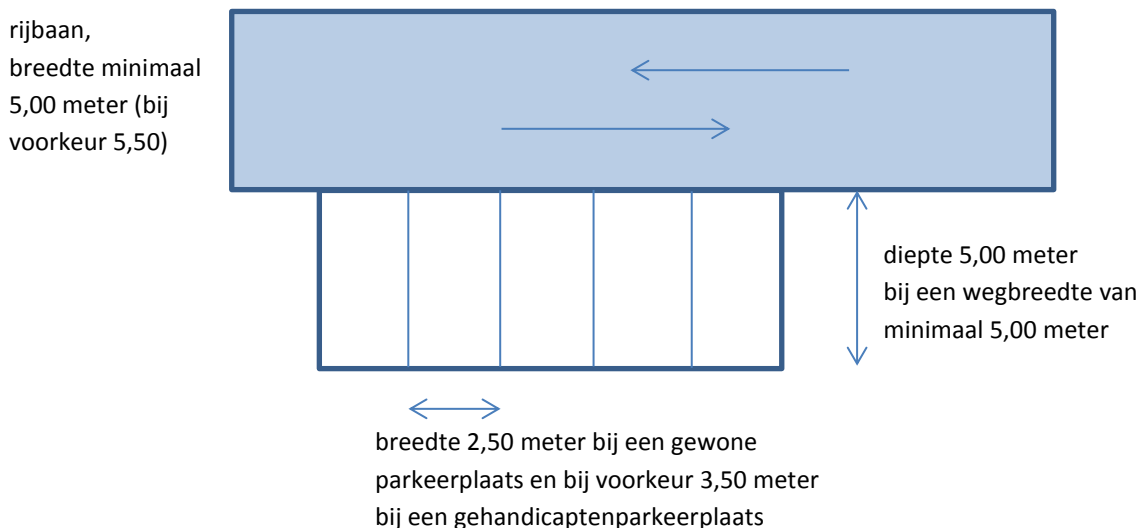 rijbaan,
breedte minimaal
5,00 meter (bij
voorkeur 5,50)
diepte 5,00 meter
bij een wegbreedte van
minimaal 5,00 meter
breedte 2,50 meter bij een gewone
parkeerplaats en bij voorkeur 3,50 meter
bij een gehandicaptenparkeerplaats